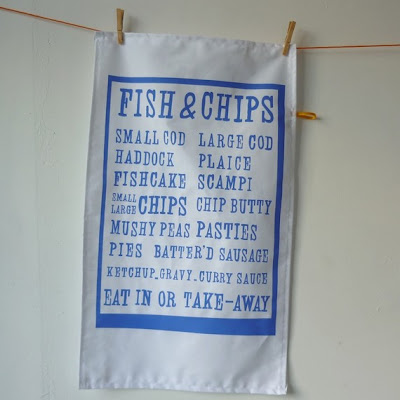 FISH & CHIPS
SMALL COD LARGE COD
HADDOCK PLAICE
FISHCAKE SCAMPI
SMALL LARGE CHIPS CHIP BUTTY
MUSHY PEAS PASTIES
PIES BATTER'D SAUSAGE
KETCHUP_GRAVY_CURRY SAUCE
EAT IN OR TAKE-AWAY